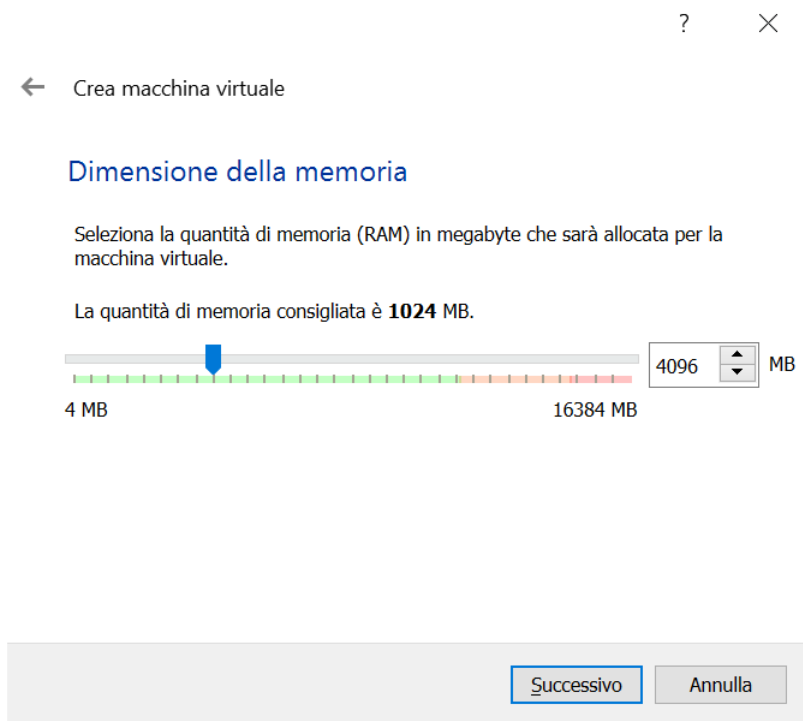 ?
Crea macchina virtuale
Dimensione della memoria
Seleziona la quantità di memoria (RAM) in megabyte che sarà allocata per la
macchina virtuale.
La quantità di memoria consigliata è 1024 MB.
4096 MB
4 MB 16384 MB
Successivo Annulla